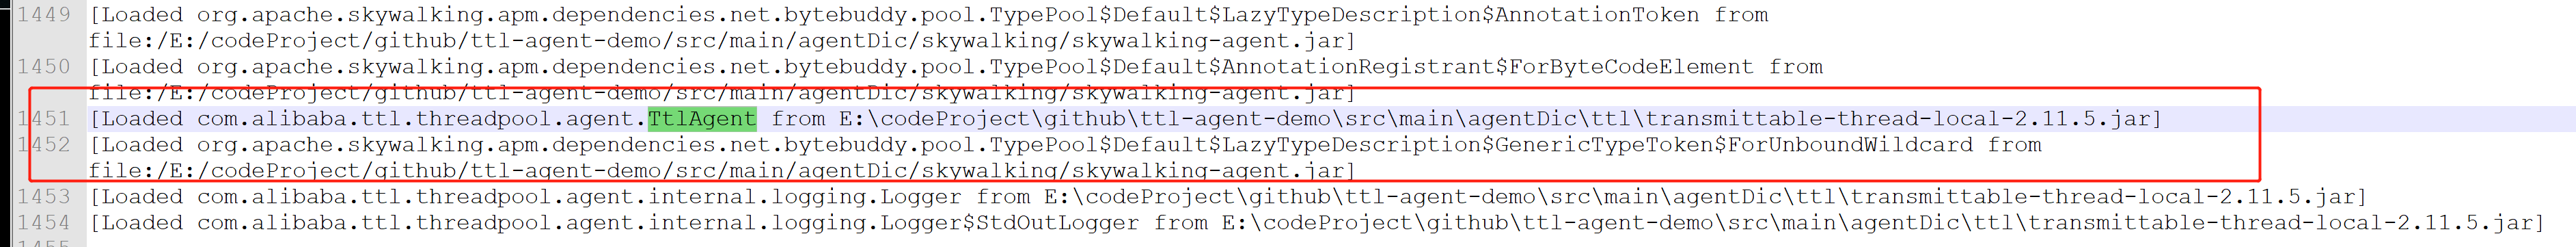 1449 [Loaded org.apache.skywalking.apm.dependencies.net.bytebuddy.pool.TypePool$Default$LazyTypeDescription$AnnotationToken from
file:/E:/codeProject/github/ttl-agent-demo/src/main/agentDic/skywalking/skywalking-agent.jar]
1450 [Loaded org.apache.skywalking.apm.dependencies.net.bytebuddy.pool.TypePool$Default$AnnotationRegistrant$ForByteCodeElement from
file:/E:/codeProject/github/ttl-agent-demo/src/main/agentDic/skywalking/skywalking-agent.jar]
1451 [Loaded com.alibaba.ttl.threadpool.agent.TtlAgent from E:\codeProject\github\ttl-agent-demo\src\main\agentDic\ttl\transmittable-thread-local-2.11.5.jar]
1452 [Loaded org.apache.skywalking.apm.dependencies.net.bytebuddy.pool.TypePool$Default$LazyTypeDescription$GenericTypeToken$ForUnboundWildcard from
file:/E:/codeProject/github/ttl-agent-demo/src/main/agentDic/skywalking/skywalking-agent.jar]
1453 [Loaded com.alibaba.ttl.threadpool.agent.internal.logging.Logger from E:\codeProject\github\ttl-agent-demo\src\main\agentDic\ttl\transmittable-thread-local-2.11.5.jar]
1454 [Loaded com.alibaba.ttl.threadpool.agent.internal.logging.Logger$StdOutLogger from E:\codeProject\github\ttl-agent-demo\src\main\agentDic\ttl\transmittable-thread-local-2.11.5.jar]